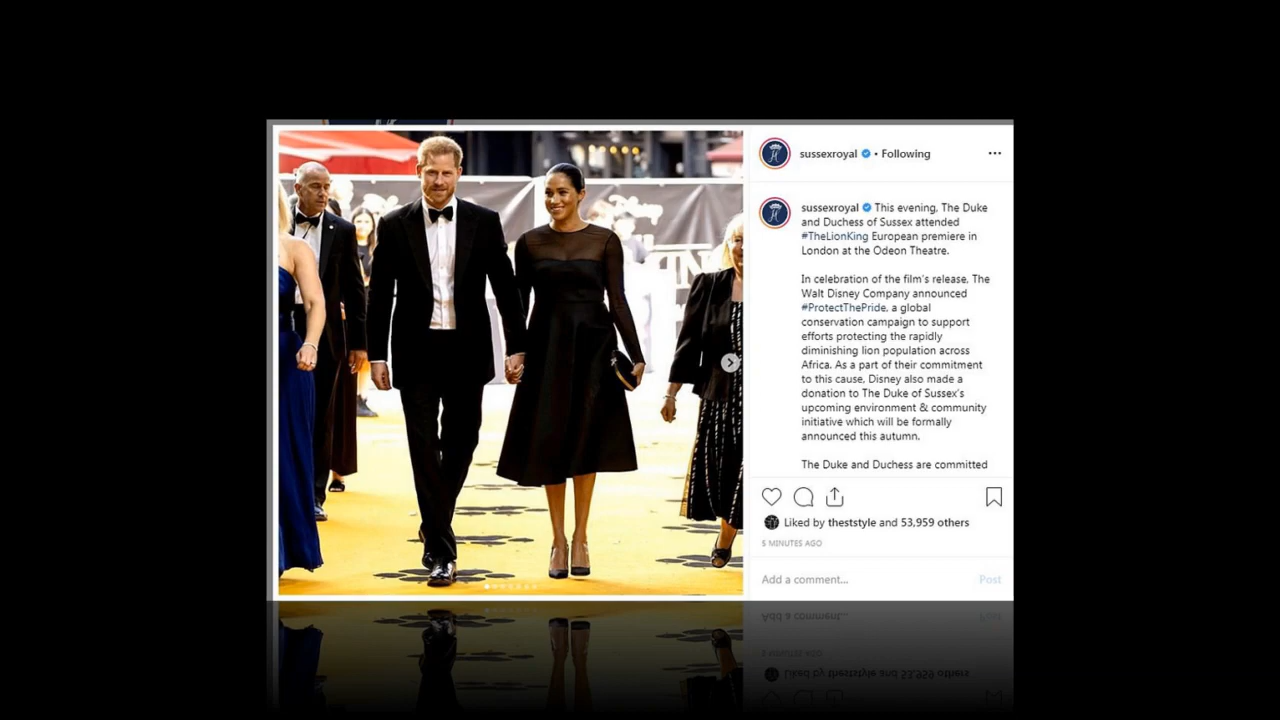 sussexroyal • Following
sussexroyal This evening, The Duke
and Duchess of Sussex attended
#TheLionKing European premiere in
London at the Odeon Theatre.
In celebration of the film's release, The
Walt Disney Company announced
#ProtectThePride, a global
conservation campaign to support
efforts protecting the rapidly
diminishing lion population across
Africa. As a part of their commitment
to this cause, Disney also made a
donation to The Duke of Sussex's
upcoming environment & community
initiative which will be formally
announced this autumn.
The Duke and Duchess are committed
Liked by theststyle and 53,959 others
5 MINUTES AGO
Add a comment...
Post